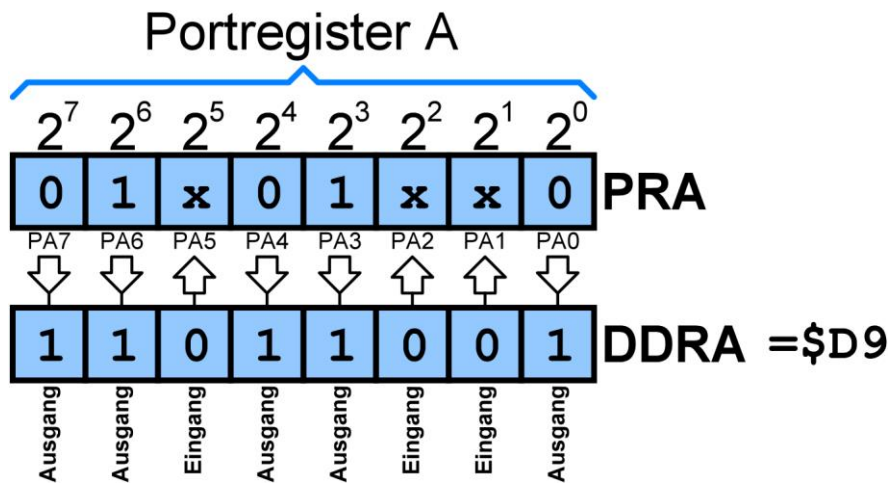 Portregister A
2^7 2^6 2^5 2^4 2^3 2^2 2^1 2^0
0 1 x 0 1 x x 0 PRA
PA7 PA6 PA5 PA4 PA3 PA2 PA1 PA0
1 1 0 1 1 0 0 1 DDRA =$D9
Ausgang Ausgang Eingang Ausgang Ausgang Eingang Eingang Ausgang